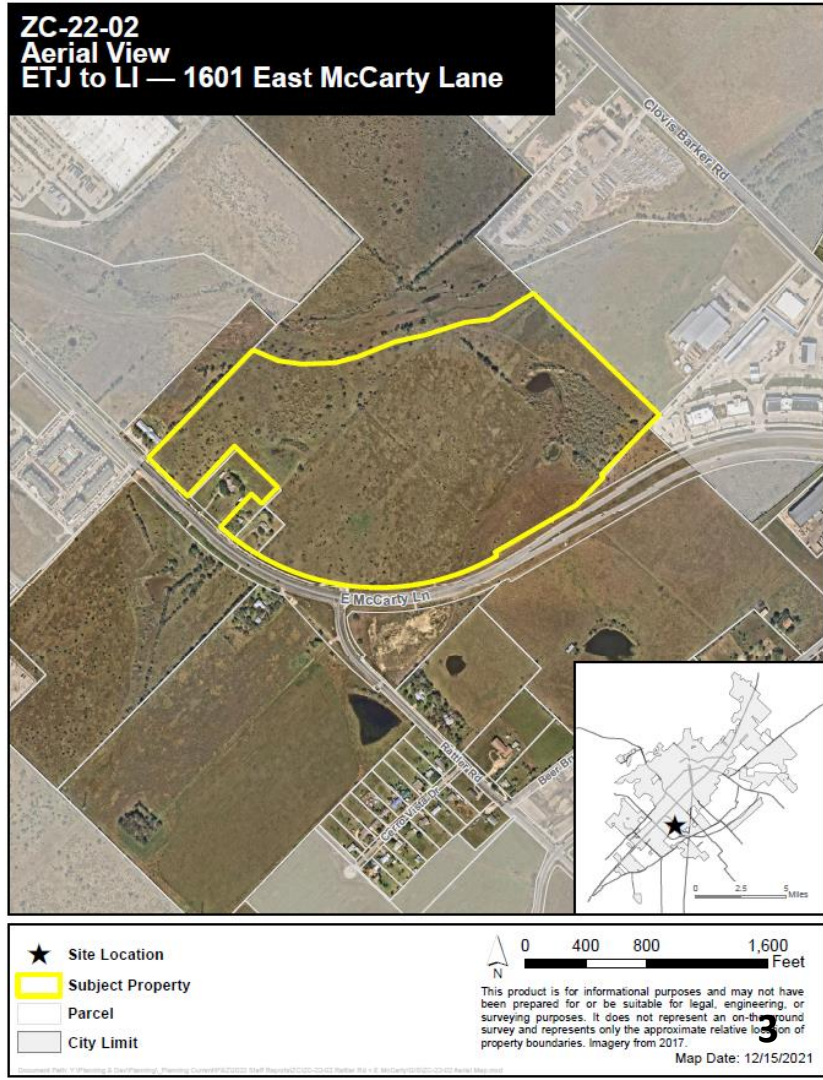 ZC-22-02
Aerial View
ETJ to LI — 1601 East McCarty Lane
Clovis Barker Rd
E McCarty Ln
Rattler Rd
Cerro Vista Dr
0 2.5 5
Miles
Site Location
Subject Property
Parcel
City Limit
N
0 400 800 1,600
Feet
This product is for informational purposes and may not have
been prepared for or be suitable for legal, engineering, or
surveying purposes. It does not represent an on-the-ground
survey and represents only the approximate relative location of
property boundaries. Imagery from 2017.
3
Map Date: 12/15/2021